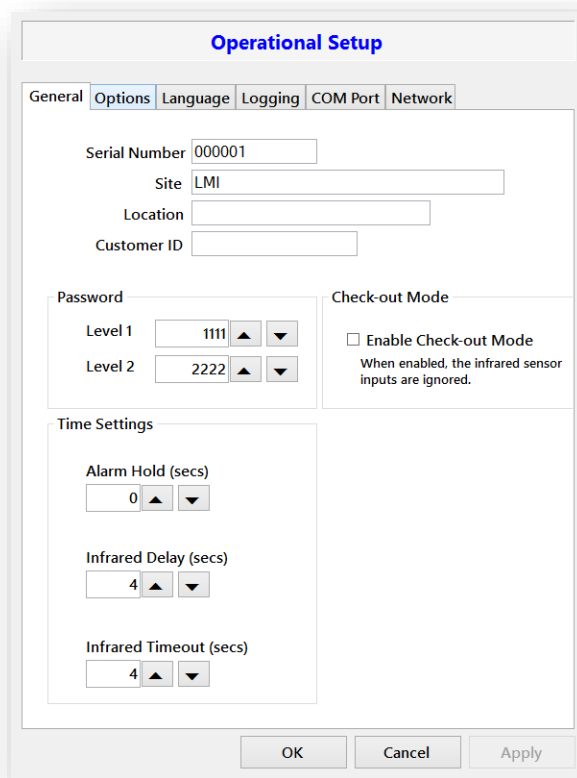 Operational Setup
General Options Language Logging COM Port Network
Serial Number 000001
Site LMI
Location
Customer ID
Password
Level 1 1111
Level 2 2222
Check-out Mode
Enable Check-out Mode
When enabled, the infrared sensor
inputs are ignored.
Time Settings
Alarm Hold (secs)
0
Infrared Delay (secs)
4
Infrared Timeout (secs)
4
OK Cancel Apply